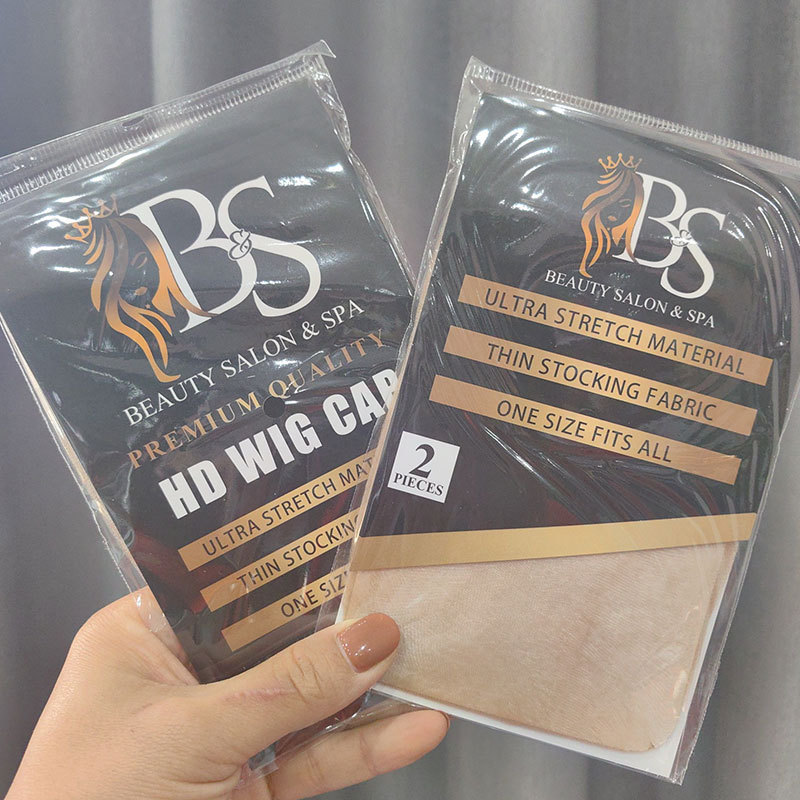 B&S
BEAUTY SALON & SPA
PREMIUM QUALITY
HD WIG CAP
ULTRA STRETCH MAT
THIN STOCKING
ONE SIZ
B&S
BEAUTY SALON & SPA
ULTRA STRETCH MATERIAL
THIN STOCKING FABRIC
ONE SIZE FITS ALL
2
PIECES